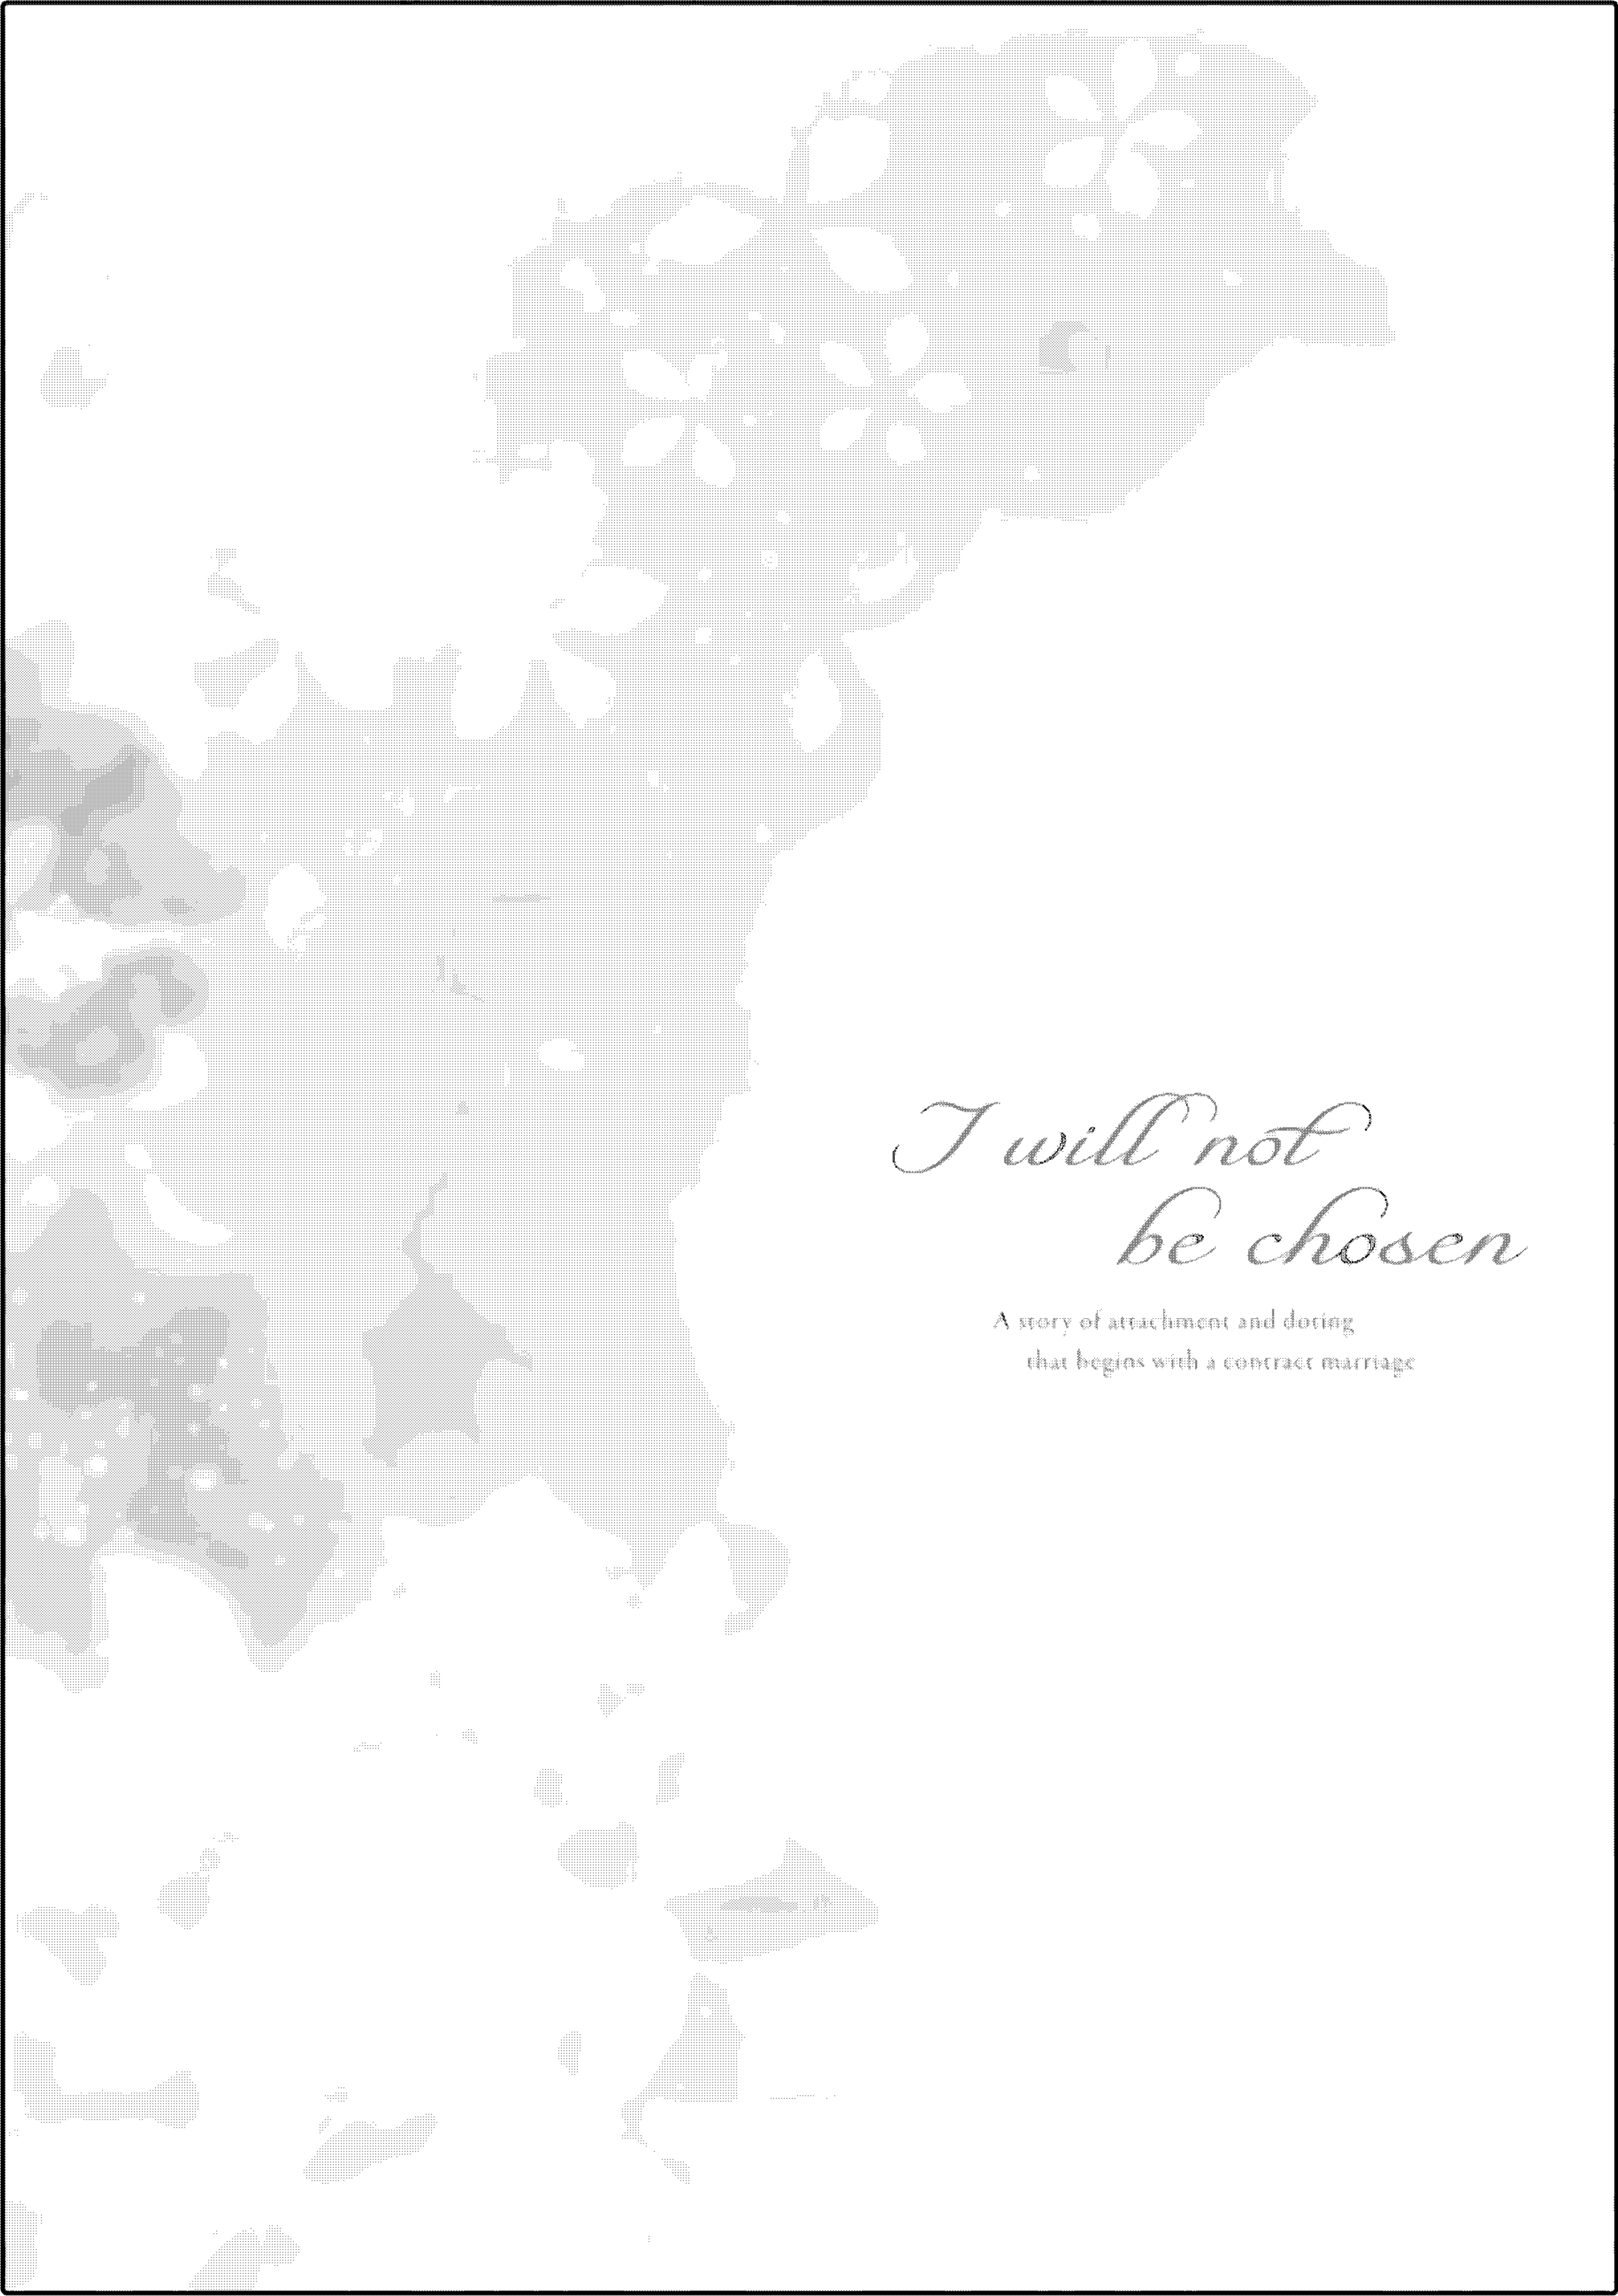 I will not
be chosen
A story of attachment and doting
that begins with a contract marriage